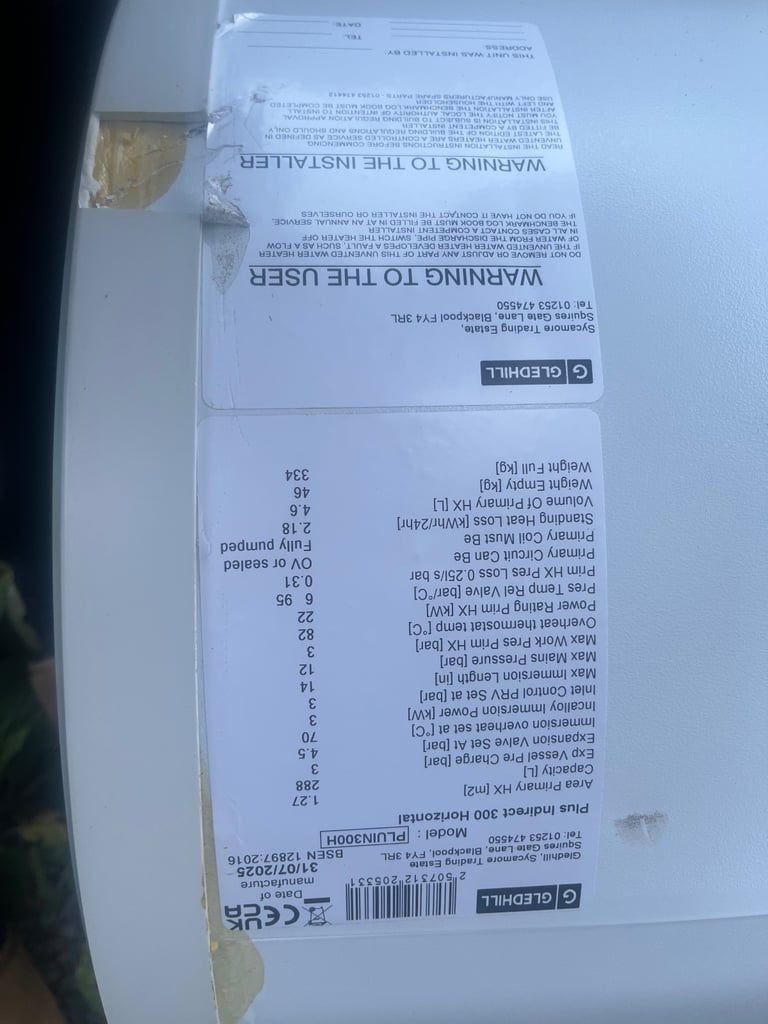 GLEDHILL
2 507312 205331
CE UKCA
Date of
manufacture
31/07/2025
Gledhill, Sycamore Trading Estate
Squires Gate Lane, Blackpool, FY4 3RL
Tel: 01253 474550
BSEN 12897:2016
Model : PLUIN300H
Plus Indirect 300 Horizontal
Area Primary HX [m2] 1.27
Capacity [L] 288
Exp Vessel Pre Charge [bar] 3
Expansion Valve Set At [bar] 4.5
Immersion overheat set at [°C] 70
Incalloy Immersion Power [kW] 3
Inlet Control PRV Set at [bar] 3
Max Immersion Length [in] 14
Max Mains Pressure [bar] 12
Max Work Pres Prim HX [bar] 3
Overheat thermostat temp [°C] 82
Power Rating Prim HX [kW] 22
Pres Temp Rel Valve [bar/°C] 6 95
Prim HX Pres Loss 0.25l/s bar 0.31
Primary Circuit Can Be OV or sealed
Primary Coil Must Be Fully pumped
Standing Heat Loss [kWhr/24hr] 2.18
Volume Of Primary HX [L] 4.6
Weight Empty [kg] 46
Weight Full [kg] 334
GLEDHILL
Sycamore Trading Estate,
Squires Gate Lane, Blackpool FY4 3RL
Tel: 01253 474550
WARNING TO THE USER
DO NOT REMOVE OR ADJUST ANY PART OF THIS UNVENTED WATER HEATER
IF THE UNVENTED WATER HEATER DEVELOPES A FAULT, SUCH AS A FLOW
OF WATER FROM THE DISCHARGE PIPE, SWITCH THE HEATER OFF
IN ALL CASES CONTACT A COMPETENT INSTALLER
THE BENCHMARK LOG BOOK MUST BE FILLED IN AT AN ANNUAL SERVICE,
IF YOU DO NOT HAVE IT CONTACT THE INSTALLER OR OURSELVES
WARNING TO THE INSTALLER
READ THE INSTALLATION INSTRUCTIONS BEFORE COMMENCING
UNVENTED WATER HEATERS ARE A CONTROLLED SERVICE AS DEFINED IN
THE LATEST EDITION OF THE BUILDING REGULATIONS AND SHOULD ONLY
BE FITTED BY A COMPETENT INSTALLER
THIS INSTALLATION IS SUBJECT TO BUILDING REGULATION APPROVAL
YOU MUST NOTIFY THE LOCAL AUTHORITY OF INTENTION TO INSTALL
AFTER INSTALLATION THE BENCHMARK LOG BOOK MUST BE COMPLETED
AND LEFT WITH THE HOUSEHOLDER
USE ONLY MANUFACTURERS SPARE PARTS - 01253 474412
THIS UNIT WAS INSTALLED BY:
ADDRESS:
TEL:
DATE: